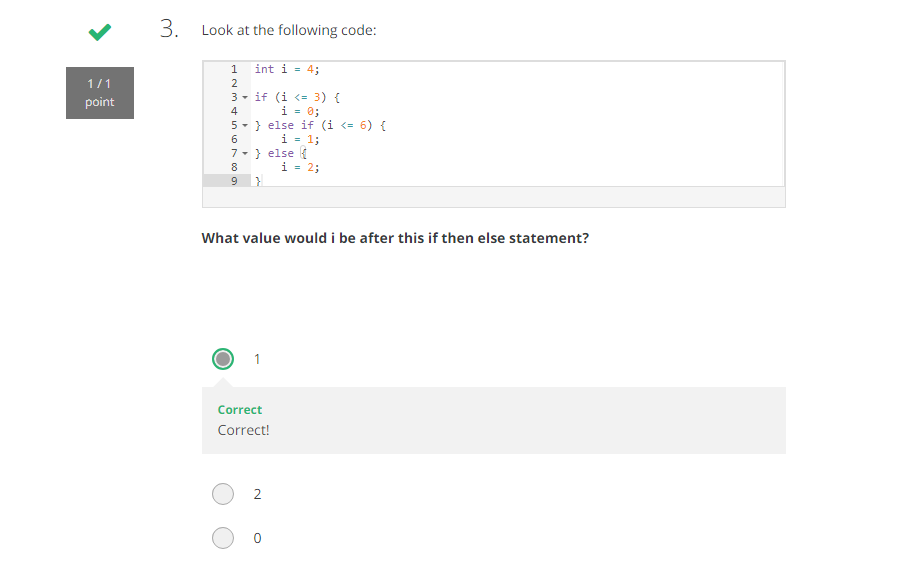 3. Look at the following code:
1 / 1
point
1 int i = 4;
2
3 if (i <= 3) {
4 i = 0;
5 } else if (i <= 6) {
6 i = 1;
7 } else {
8 i = 2;
9 }
What value would i be after this if then else statement?
1
Correct
Correct!
2
0